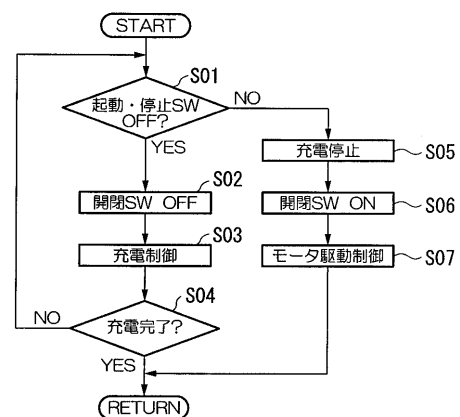 START
S01
起動・停止SW
OFF?
NO
YES
充電停止
S05
S02
開閉SW OFF
開閉SW ON
S06
S03
充電制御
モータ駆動制御
S07
S04
NO
充電完了?
YES
RETURN